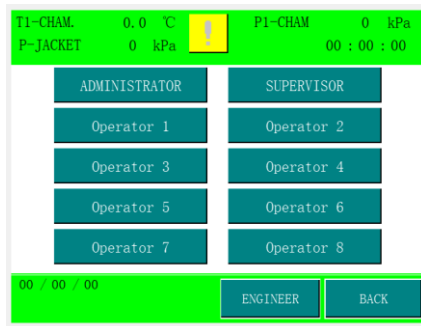 T1-CHAM. 0.0 ℃ ! P1-CHAM 0 kPa
P-JACKET 0 kPa 00 : 00 : 00
ADMINISTRATOR SUPERVISOR
Operator 1 Operator 2
Operator 3 Operator 4
Operator 5 Operator 6
Operator 7 Operator 8
00 / 00 / 00
ENGINEER BACK